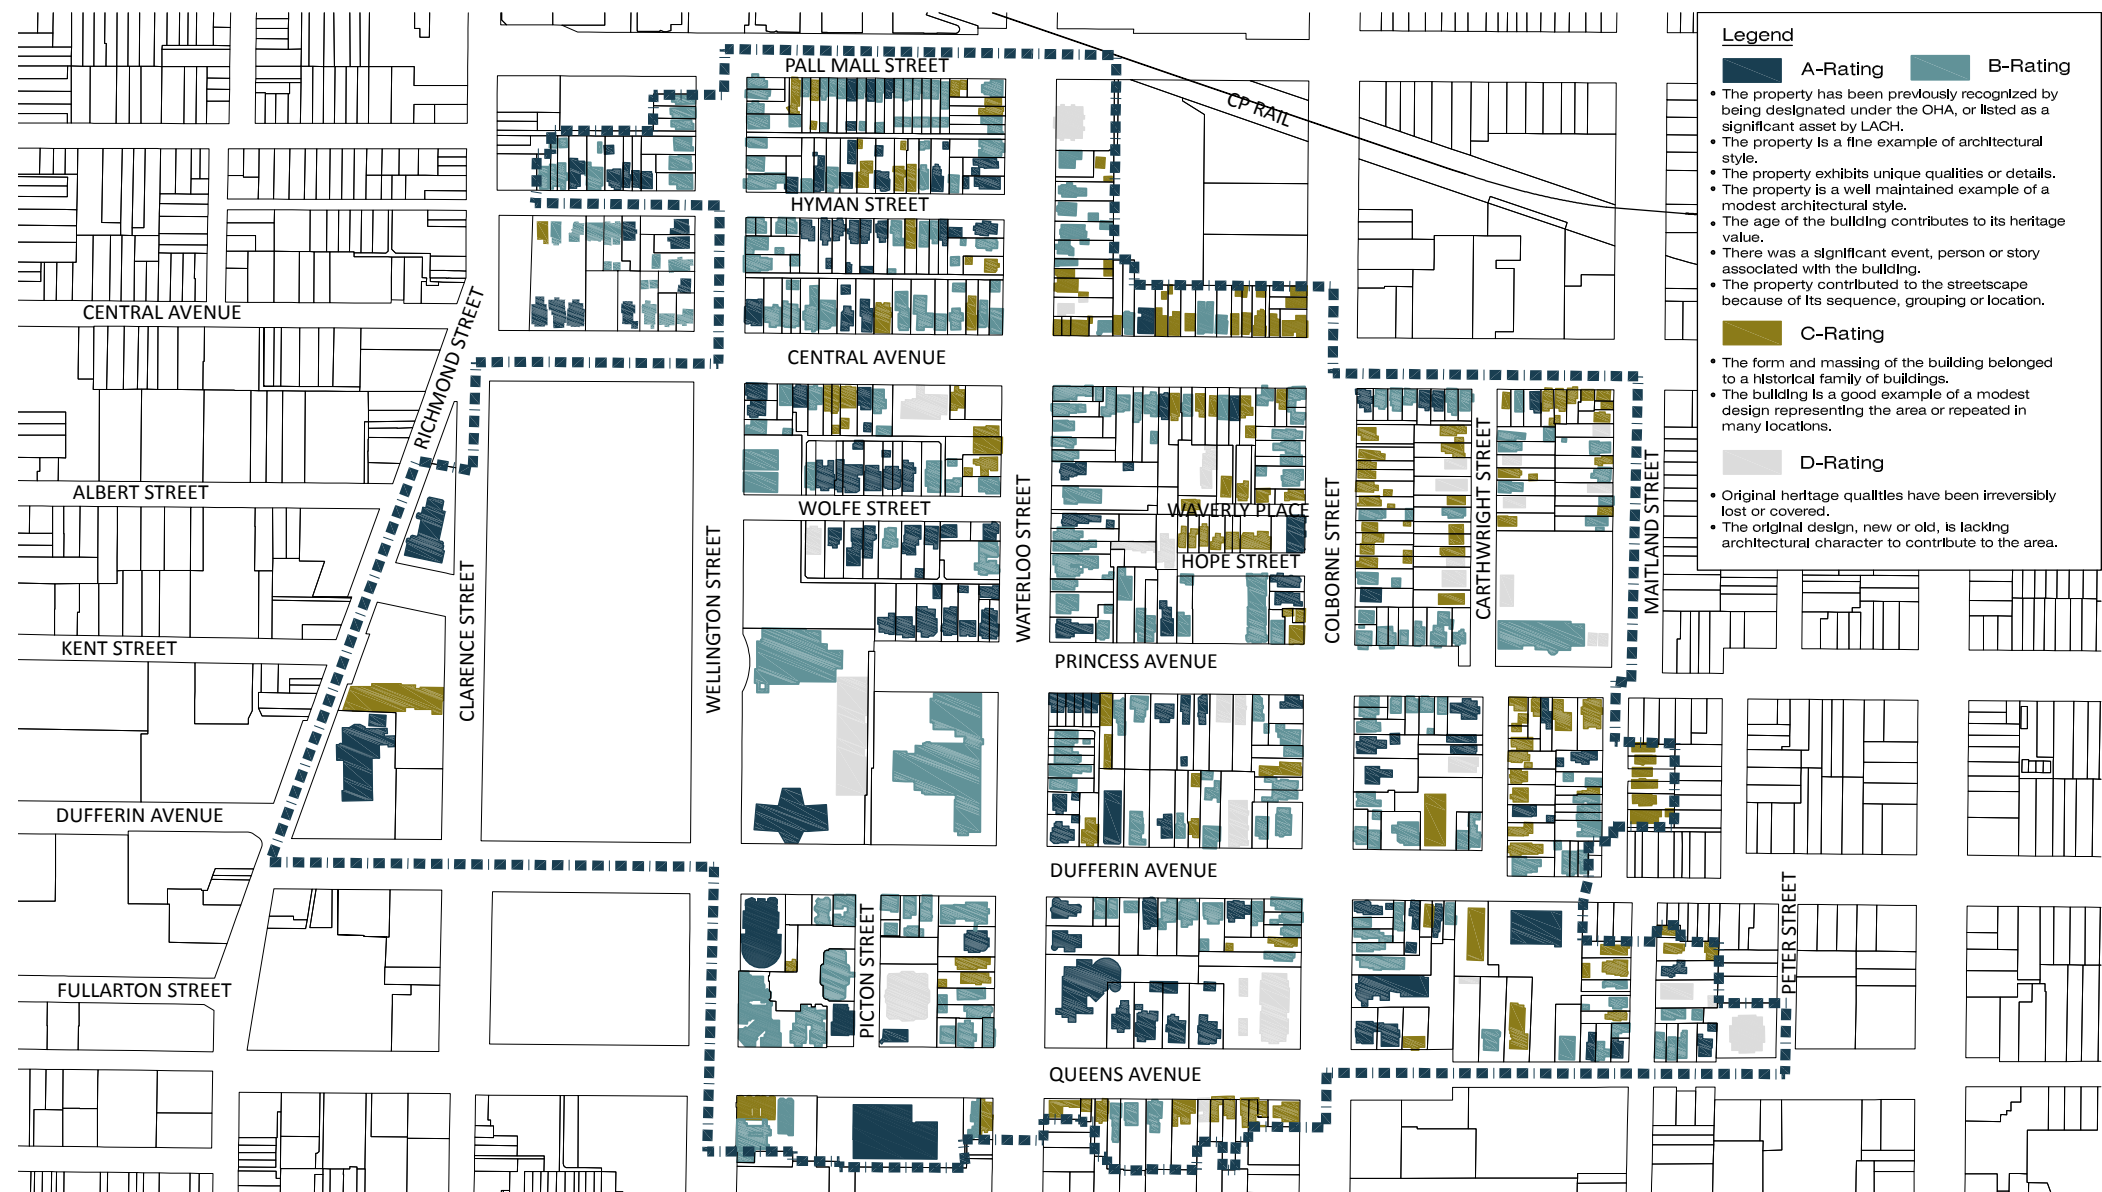 PALL MALL STREET
CP RAIL
HYMAN STREET
CENTRAL AVENUE
RICHMOND STREET
CENTRAL AVENUE
ALBERT STREET
WOLFE STREET
WAVERLY PLACE
HOPE STREET
KENT STREET
CLARENCE STREET
WELLINGTON STREET
WATERLOO STREET
COLBORNE STREET
CARTHWRIGHT STREET
MAITLAND STREET
PRINCESS AVENUE
DUFFERIN AVENUE
DUFFERIN AVENUE
PICTON STREET
PETER STREET
FULLARTON STREET
QUEENS AVENUE
Legend
A-Rating B-Rating
• The property has been previously recognized by
being designated under the OHA, or listed as a
significant asset by LACH.
• The property is a fine example of architectural
style.
• The property exhibits unique qualities or details.
• The property is a well maintained example of a
modest architectural style.
• The age of the building contributes to its heritage
value.
• There was a significant event, person or story
associated with the building.
• The property contributed to the streetscape
because of its sequence, grouping or location.
C-Rating
• The form and massing of the building belonged
to a historical family of buildings.
• The building is a good example of a modest
design representing the area or repeated in
many locations.
D-Rating
• Original heritage qualities have been irreversibly
lost or covered.
• The original design, new or old, is lacking
architectural character to contribute to the area.